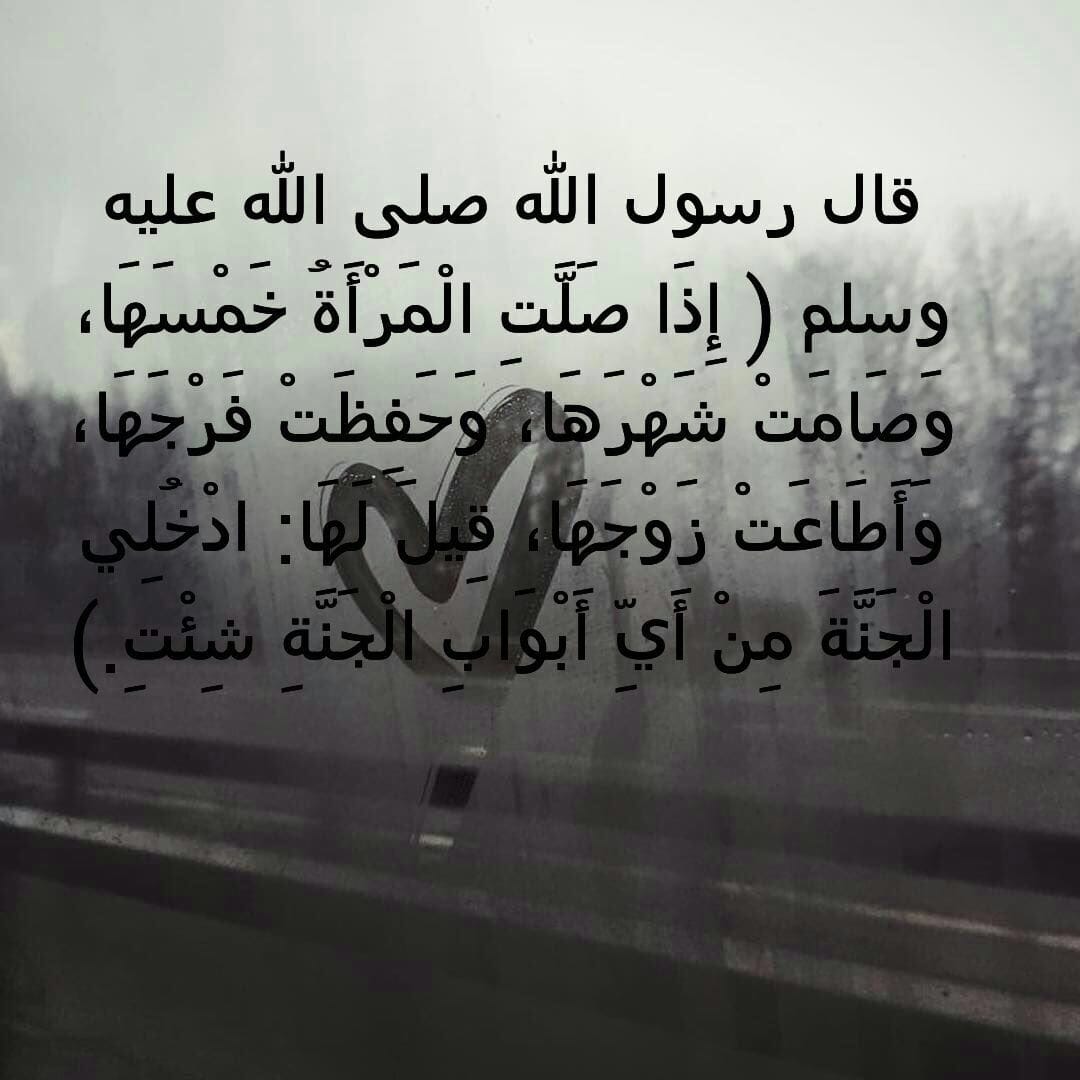 قال رسول الله صلى الله عليه
وسلم ( إِذَا صَلَّتِ الْمَرْأَةُ خَمْسَهَا،
وَصَامَتْ شَهْرَهَا، وَحَفَظَتْ فَرْجَهَا،
وَأَطَاعَتْ زَوْجَهَا، قِيلَ لَهَا: ادْخُلِي
الْجَنَّةَ مِنْ أَيِّ أَبْوَابِ الْجَنَّةِ شِئْتِ.)